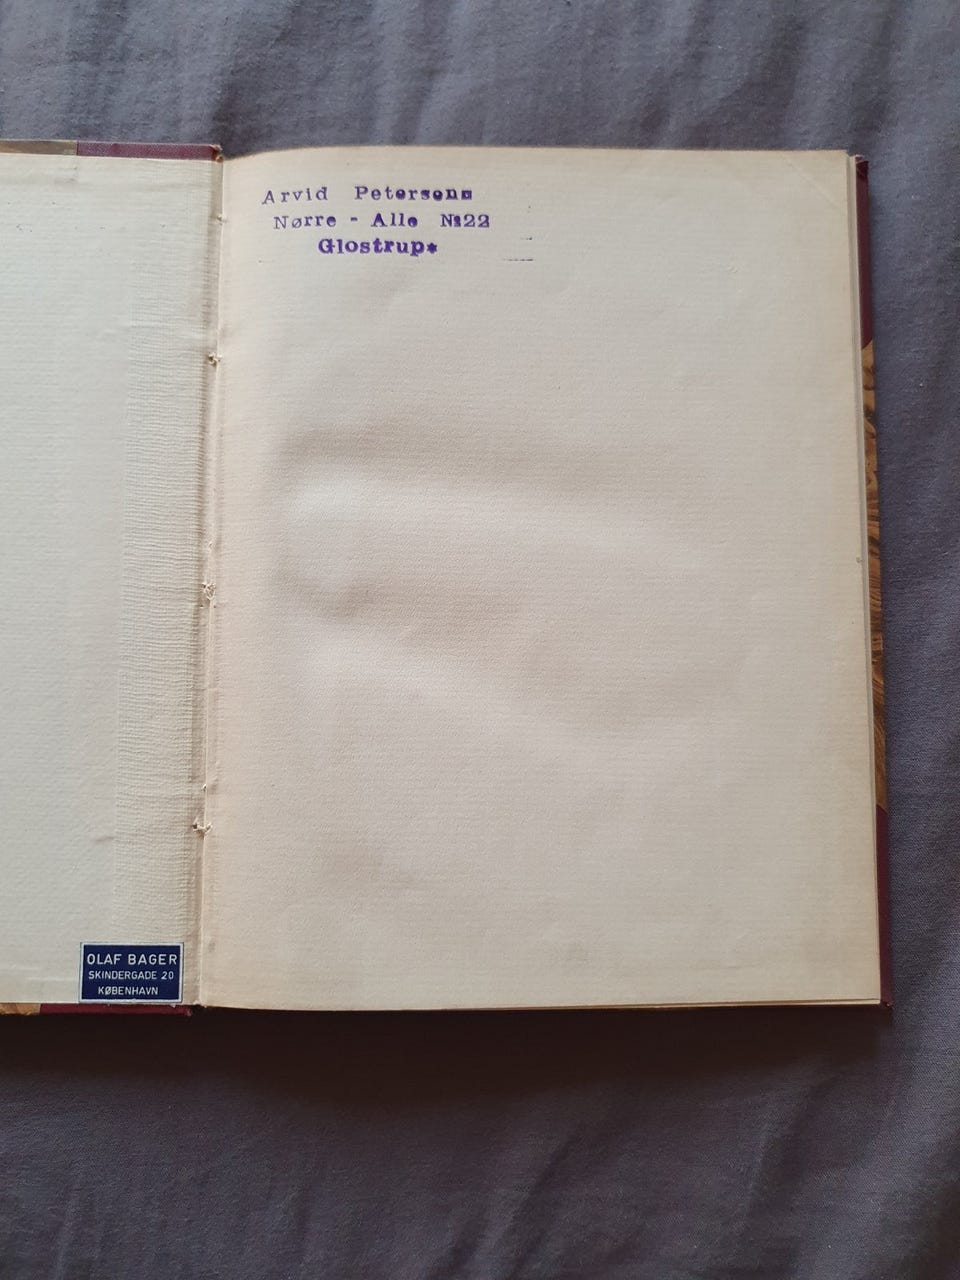 Arvid Petersen
Nørre - Alle №22
Glostrup*
OLAF BAGER
SKINDERGADE 20
KØBENHAVN